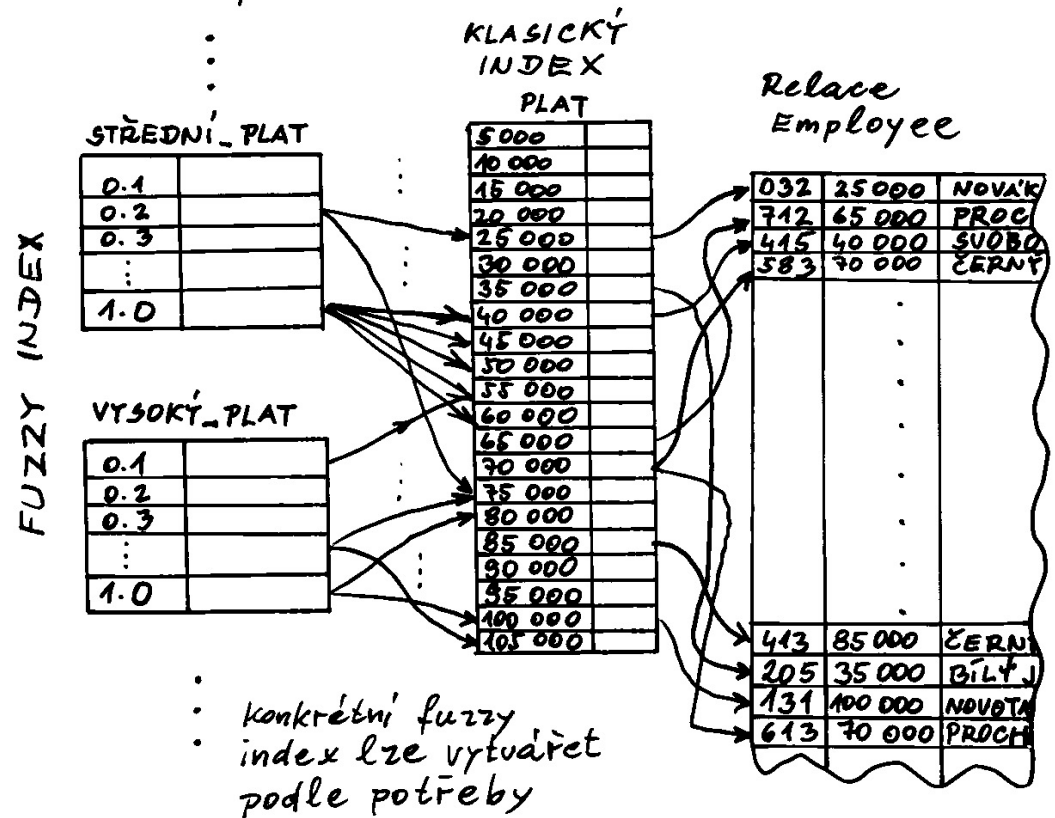 KLASICKÝ
INDEX
PLAT
5 000
10 000
15 000
20 000
25 000
30 000
35 000
40 000
45 000
50 000
55 000
60 000
65 000
70 000
75 000
80 000
85 000
90 000
95 000
100 000
105 000
FUZZY INDEX
STŘEDNÍ_PLAT
0.1
0.2
0.3
1.0
VYSOKÝ_PLAT
0.1
0.2
0.3
1.0
Relace
Employee
032 25 000 NOVÁK
712 65 000 PROC
415 40 000 SVOBO
583 70 000 ČERNÝ
413 85 000 ČERN
205 35 000 BÍLÝ J
131 100 000 NOVOTN
613 70 000 PROCH
konkrétní fuzzy
index lze vytvářet
podle potřeby